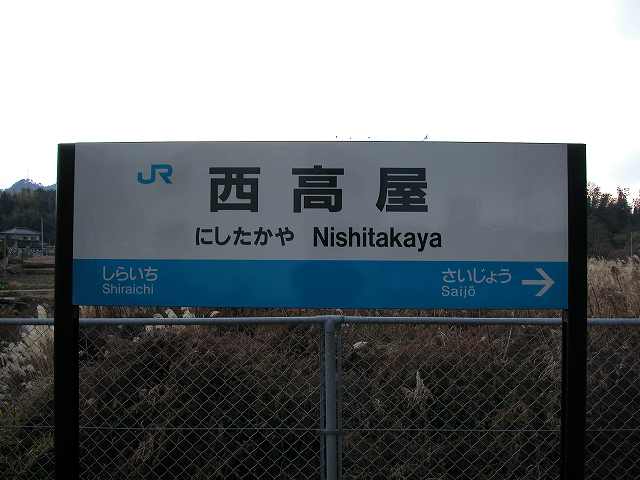 JR 西高屋
にしたかや Nishitakaya
しらいち さいじょう →
Shiraichi Saijō